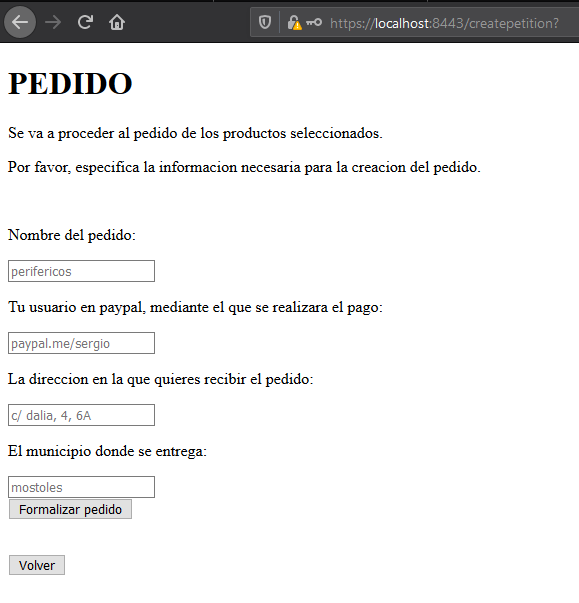 https://localhost:8443/createpetition?
PEDIDO
Se va a proceder al pedido de los productos seleccionados.
Por favor, especifica la informacion necesaria para la creacion del pedido.
Nombre del pedido:
perifericos
Tu usuario en paypal, mediante el que se realizara el pago:
paypal.me/sergio
La direccion en la que quieres recibir el pedido:
c/ dalia, 4, 6A
El municipio donde se entrega:
mostoles
Formalizar pedido
Volver